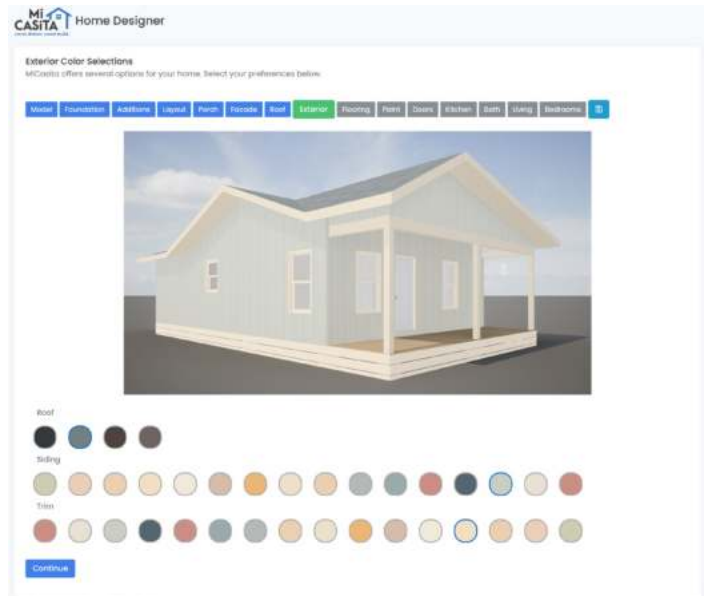 Mi
CASITA
Home Designer
Exterior Color Selections
MiCasita offers several options for your home. Select your preferences below.
Model Foundation Additions Layout Porch Facade Roof Exterior Flooring Paint Doors Kitchen Bath Living Bedrooms
Roof
Siding
Trim
Continue